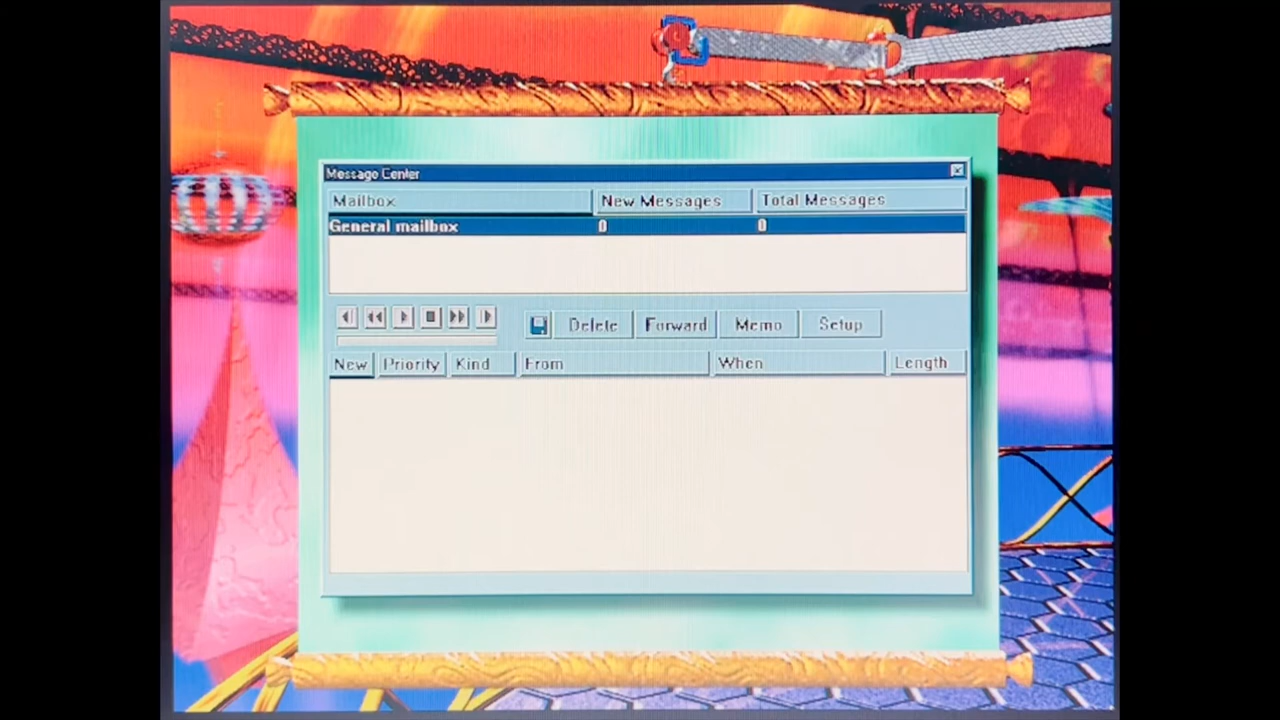 Message Center
Mailbox New Messages Total Messages
General mailbox 0 0
Delete Forward Memo Setup
New Priority Kind From When Length